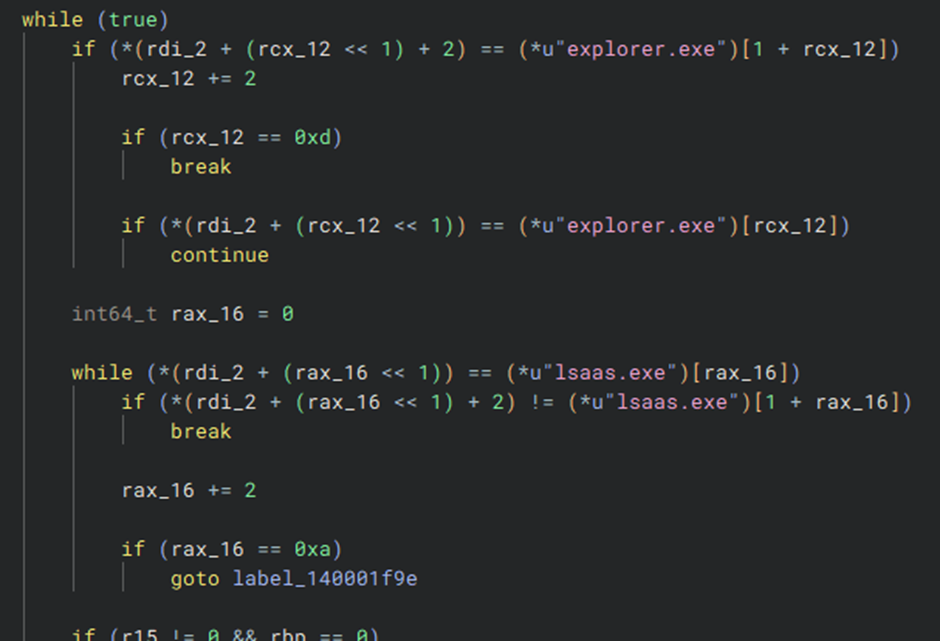 while (true)
if (*(rdi_2 + (rcx_12 << 1) + 2) == (*u"explorer.exe")[1 + rcx_12])
rcx_12 += 2
if (rcx_12 == 0xd)
break
if (*(rdi_2 + (rcx_12 << 1)) == (*u"explorer.exe")[rcx_12])
continue
int64_t rax_16 = 0
while (*(rdi_2 + (rax_16 << 1)) == (*u"lsaas.exe")[rax_16])
if (*(rdi_2 + (rax_16 << 1) + 2) != (*u"lsaas.exe")[1 + rax_16])
break
rax_16 += 2
if (rax_16 == 0xa)
goto label_140001f9e
if (r15 != 0 && rbp == 0)